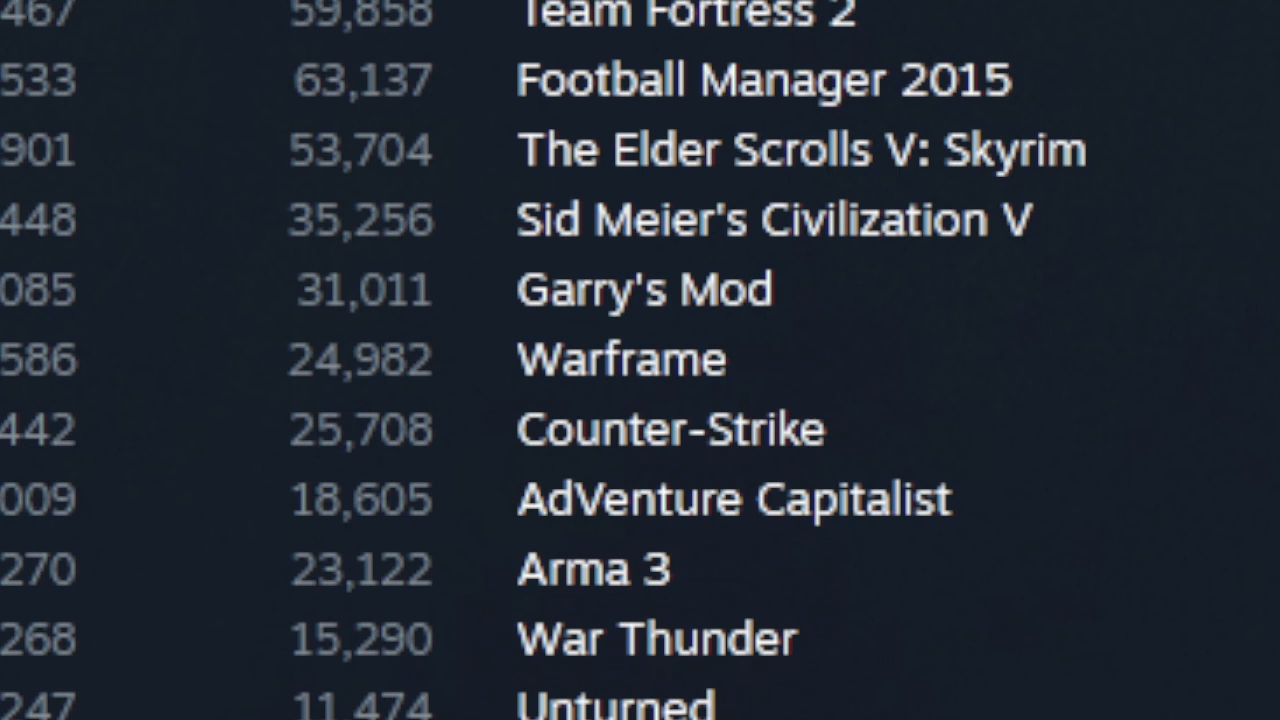 467 59,858 Team Fortress 2
533 63,137 Football Manager 2015
901 53,704 The Elder Scrolls V: Skyrim
448 35,256 Sid Meier's Civilization V
085 31,011 Garry's Mod
586 24,982 Warframe
442 25,708 Counter-Strike
009 18,605 AdVenture Capitalist
270 23,122 Arma 3
268 15,290 War Thunder
247 11,474 Unturned